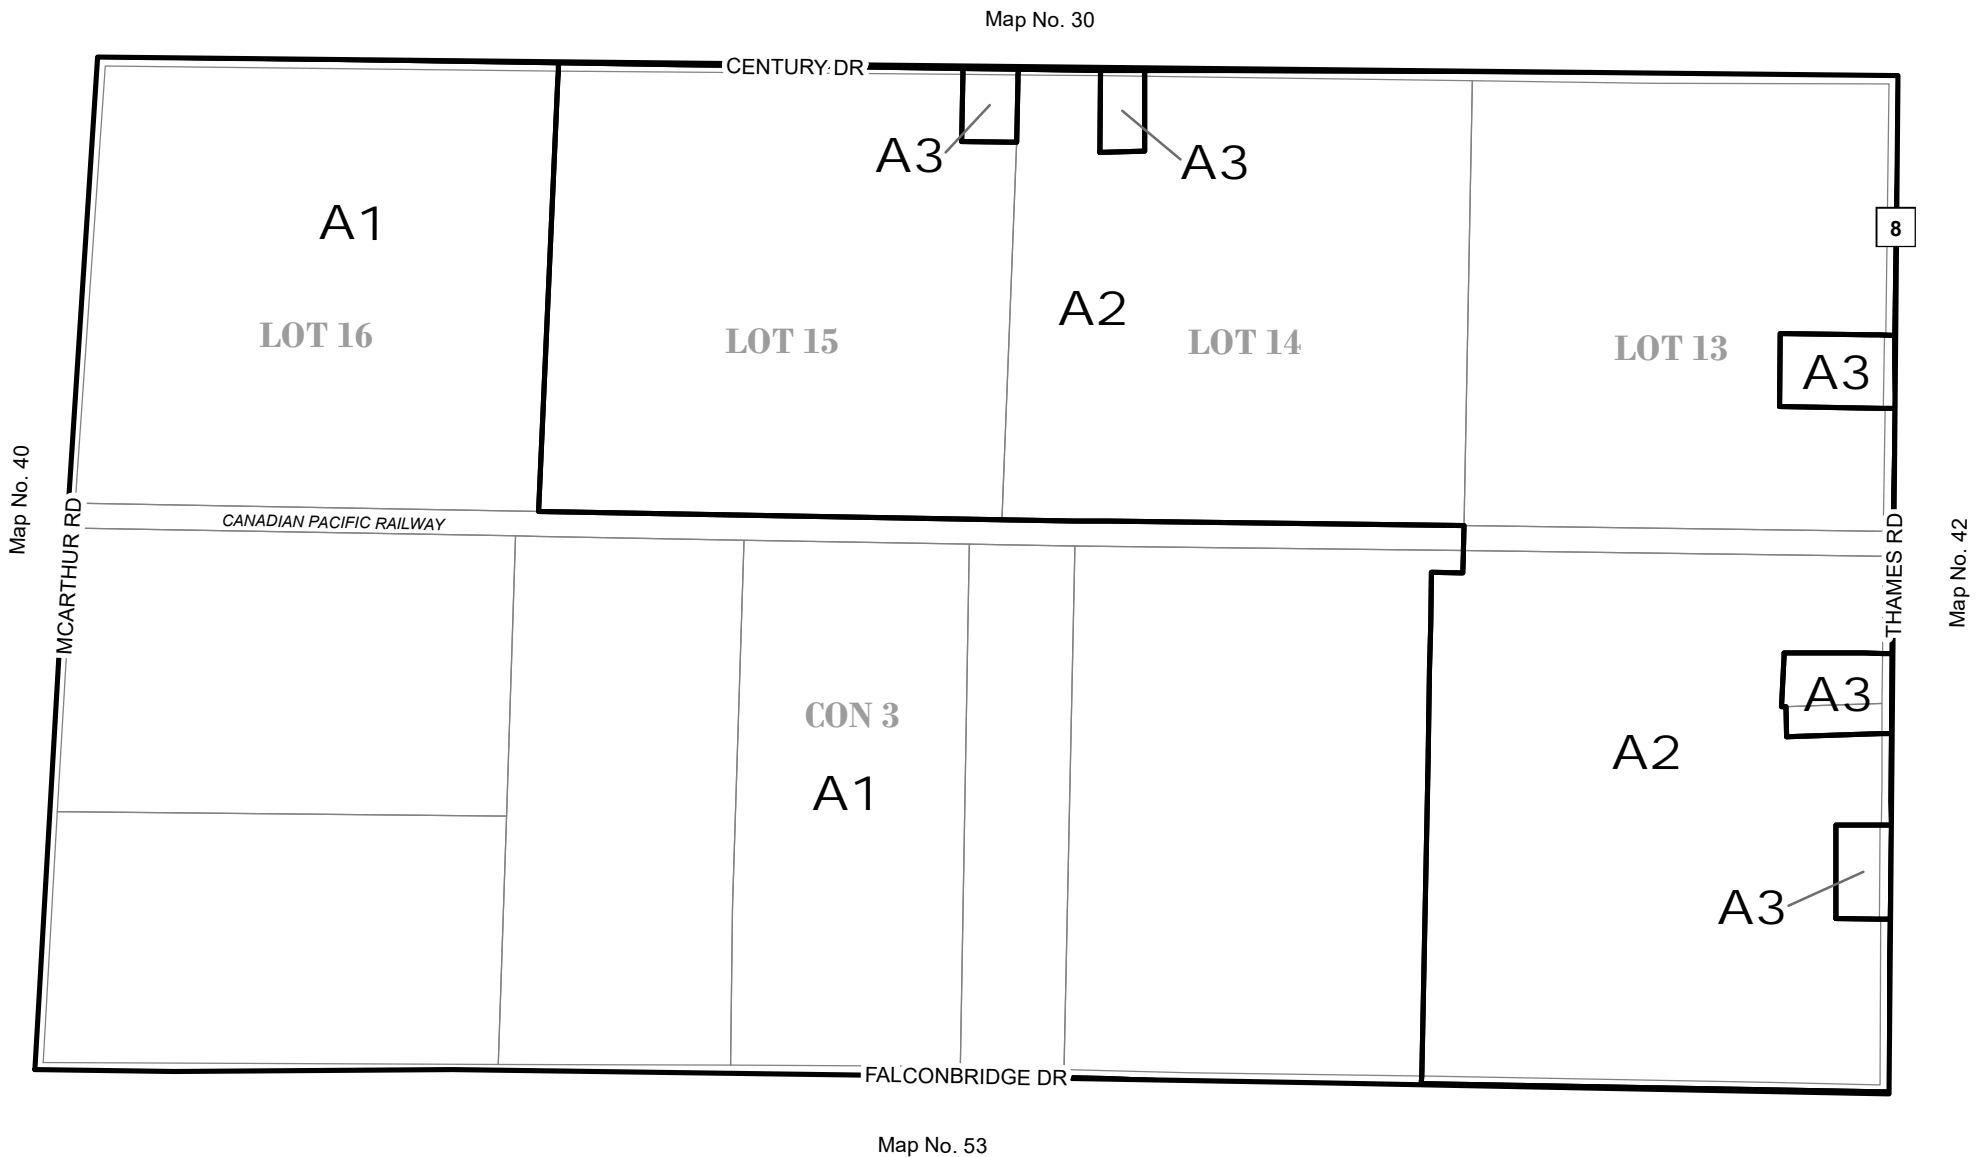 Map No. 30
CENTURY DR
A3
A3
A1
8
A2
LOT 16
LOT 15
LOT 14
LOT 13
A3
Map No. 40
MCARTHUR RD
CANADIAN PACIFIC RAILWAY
THAMES RD
Map No. 42
A3
CON 3
A2
A1
A3
FALCONBRIDGE DR
Map No. 53